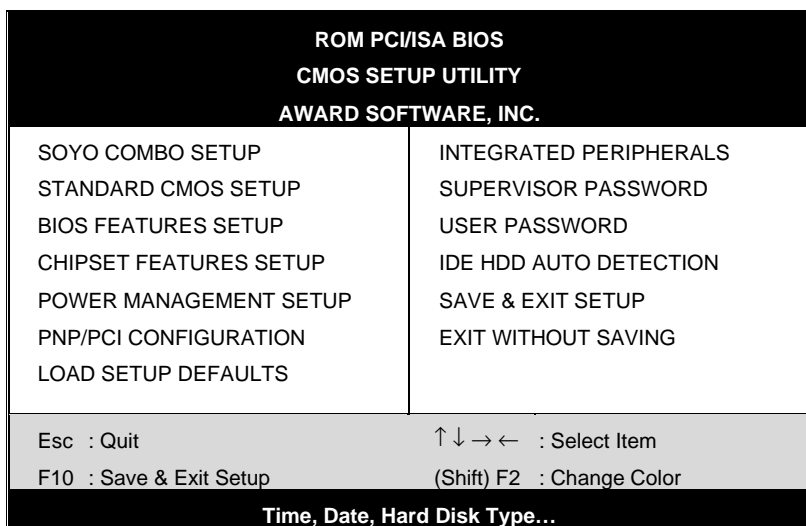 ROM PCI/ISA BIOS
CMOS SETUP UTILITY
AWARD SOFTWARE, INC.
SOYO COMBO SETUP
STANDARD CMOS SETUP
BIOS FEATURES SETUP
CHIPSET FEATURES SETUP
POWER MANAGEMENT SETUP
PNP/PCI CONFIGURATION
LOAD SETUP DEFAULTS
INTEGRATED PERIPHERALS
SUPERVISOR PASSWORD
USER PASSWORD
IDE HDD AUTO DETECTION
SAVE & EXIT SETUP
EXIT WITHOUT SAVING
Esc : Quit
↑ ↓ → ← : Select Item
F10 : Save & Exit Setup
(Shift) F2 : Change Color
Time, Date, Hard Disk Type…